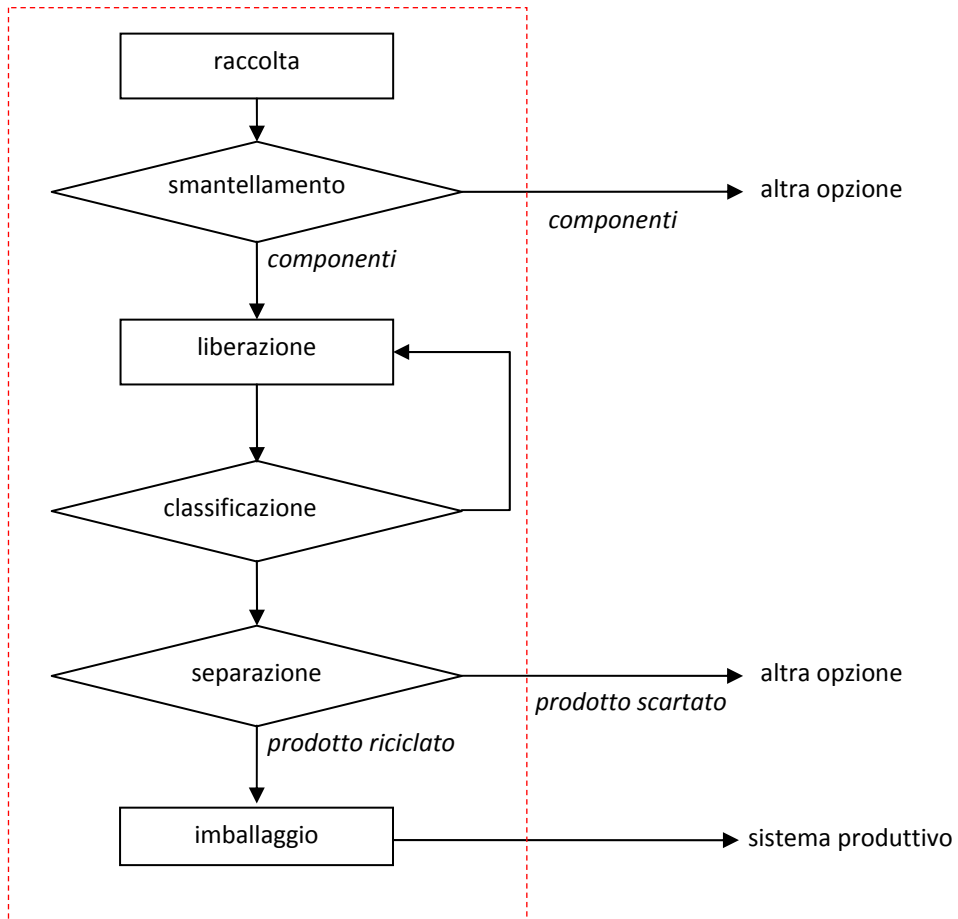 raccolta
smantellamento
altra opzione
componenti
componenti
liberazione
classificazione
separazione
altra opzione
prodotto scartato
prodotto riciclato
imballaggio
sistema produttivo